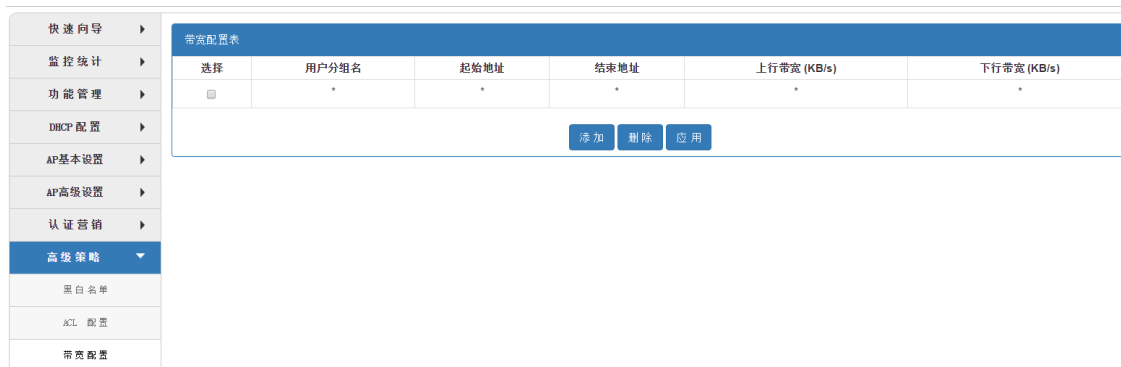 快速向导
监控统计
功能管理
DHCP 配置
AP基本设置
AP高级设置
认证营销
高级策略
黑白名单
ACL 配置
带宽配置
带宽配置表
选择 用户分组名 起始地址 结束地址 上行带宽 (KB/s) 下行带宽 (KB/s)
* * * * *
添加 删除 应用